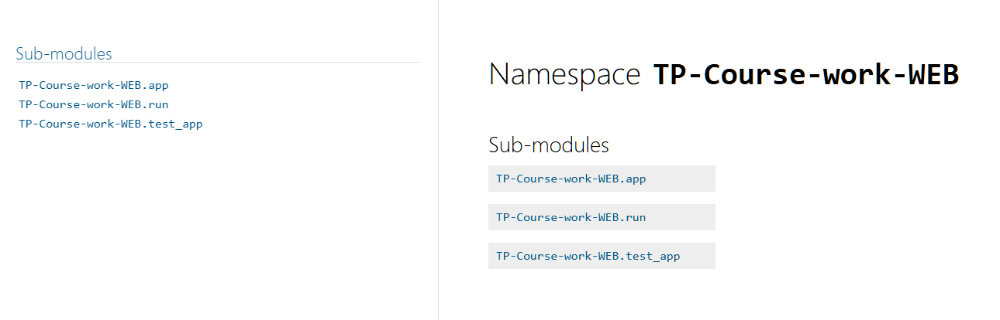 Sub-modules
TP-Course-work-WEB.app
TP-Course-work-WEB.run
TP-Course-work-WEB.test_app
Namespace TP-Course-work-WEB
Sub-modules
TP-Course-work-WEB.app
TP-Course-work-WEB.run
TP-Course-work-WEB.test_app